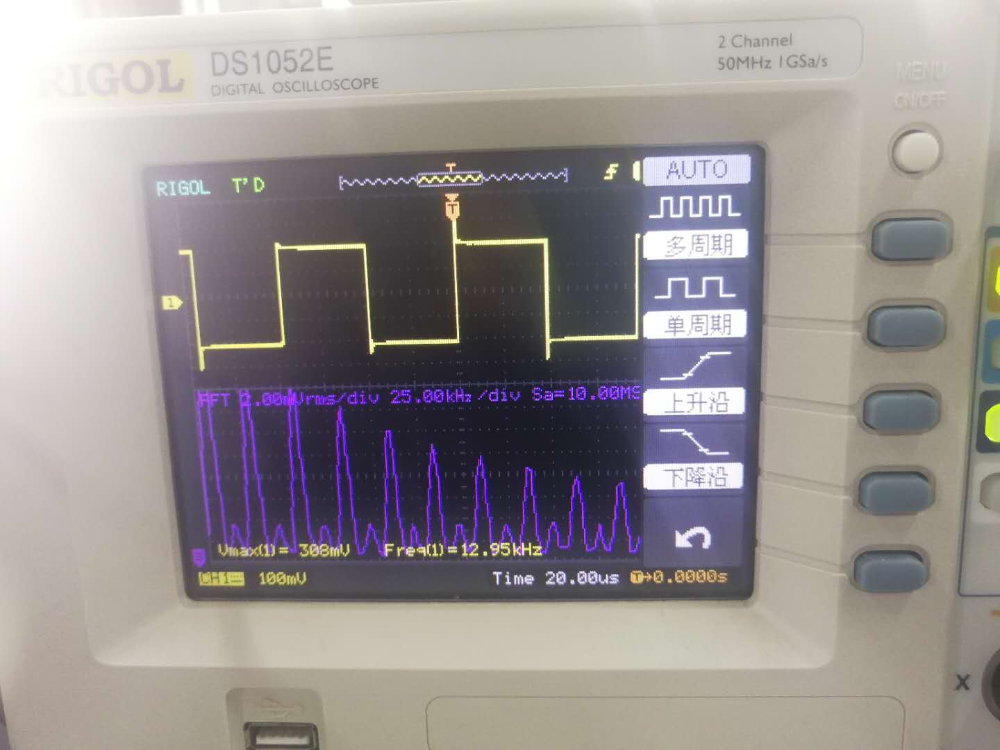 RIGOL DS1052E
DIGITAL OSCILLOSCOPE
2 Channel
50MHz 1GSa/s
MENU
ON/OFF
RIGOL T'D T
AUTO
T
多周期
1
单周期
上升沿
FFT 2.00mVrms/div 25.00kHz/div Sa=10.00MS
下降沿
Vmax(1)= 308mV Freq(1)=12.95kHz
CH1 100mV Time 20.00us T→0.0000s
X